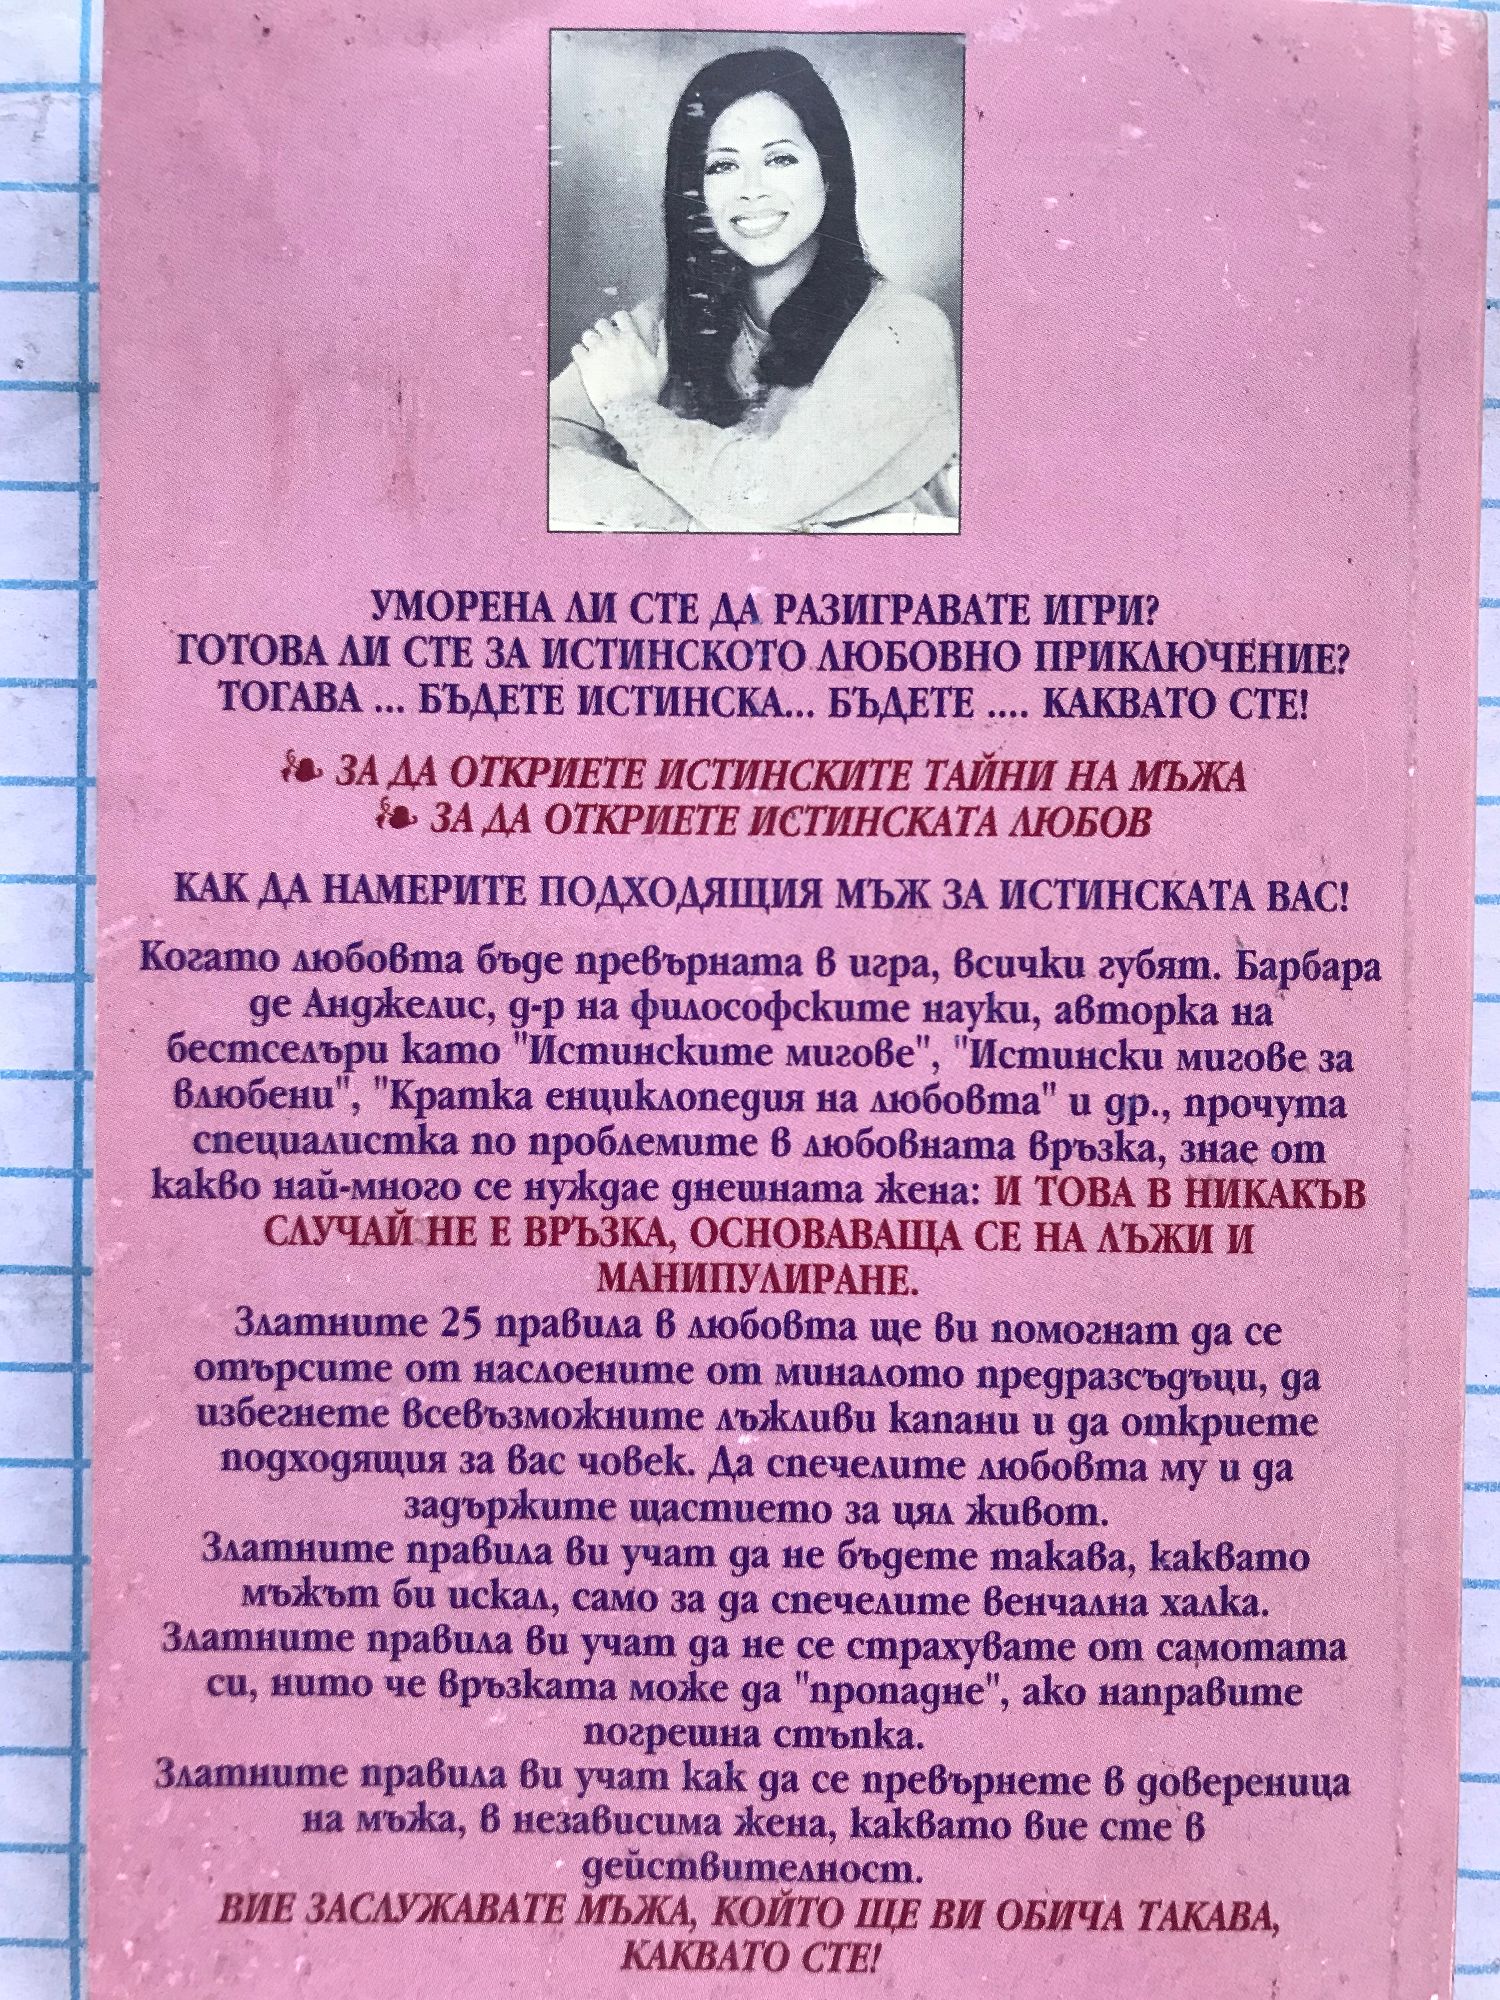 УМОРЕНА ЛИ СТЕ ДА РАЗИГРАВАТЕ ИГРИ?
ГОТОВА ЛИ СТЕ ЗА ИСТИНСКОТО ЛЮБОВНО ПРИКЛЮЧЕНИЕ?
ТОГАВА ... БЪДЕТЕ ИСТИНСКА... БЪДЕТЕ .... КАКВАТО СТЕ!
ЗА ДА ОТКРИЕТЕ ИСТИНСКИТЕ ТАЙНИ НА МЪЖА
ЗА ДА ОТКРИЕТЕ ИСТИНСКАТА ЛЮБОВ
КАК ДА НАМЕРИТЕ ПОДХОДЯЩИЯ МЪЖ ЗА ИСТИНСКАТА ВАС!
Когато любовта бъде превърната в игра, всички губят. Барбара
де Анджелис, д-р на философските науки, авторка на
бестселъри като "Истинските мигове", "Истински мигове за
влюбени", "Кратка енциклопедия на любовта" и др., прочута
специалистка по проблемите в любовната връзка, знае от
какво най-много се нуждае днешната жена: И ТОВА В НИКАКЪВ
СЛУЧАЙ НЕ Е ВРЪЗКА, ОСНОВАВАЩА СЕ НА ЛЪЖИ И
МАНИПУЛИРАНЕ.
Златните 25 правила в любовта ще ви помогнат да се
отърсите от наслоените от миналото предразсъдъци, да
избегнете всевъзможните лъжливи капани и да откриете
подходящия за вас човек. Да спечелите любовта му и да
задържите щастието за цял живот.
Златните правила ви учат да не бъдете такава, каквато
мъжът би искал, само за да спечелите венчална халка.
Златните правила ви учат да не се страхувате от самотата
си, нито че връзката може да "пропадне", ако направите
погрешна стъпка.
Златните правила ви учат как да се превърнете в довереница
на мъжа, в независима жена, каквато вие сте в
действителност.
ВИЕ ЗАСЛУЖАВАТЕ МЪЖА, КОЙТО ЩЕ ВИ ОБИЧА ТАКАВА,
КАКВАТО СТЕ!